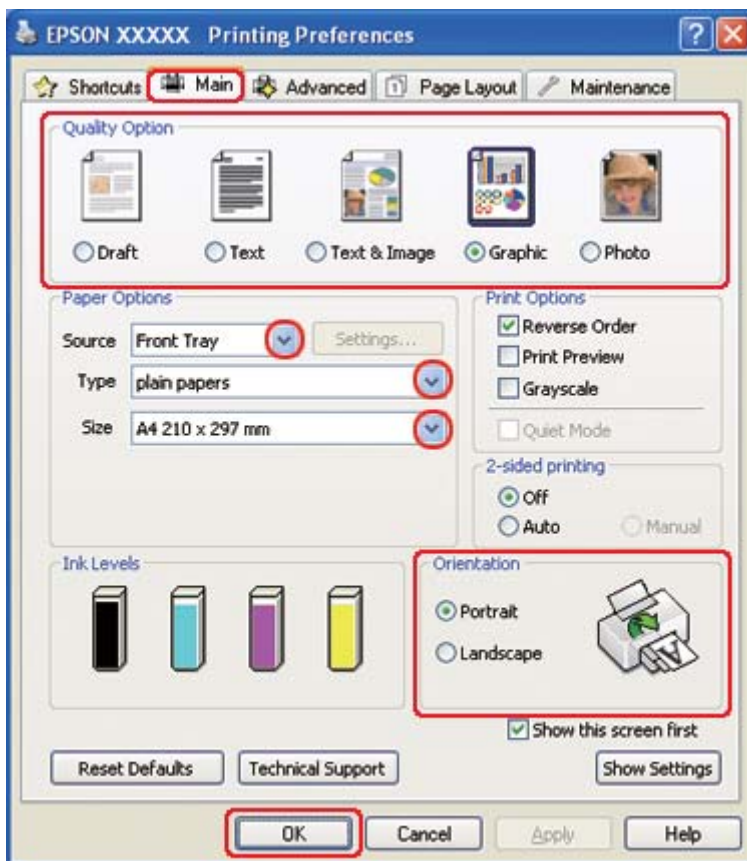 EPSON XXXXX Printing Preferences
Shortcuts Main Advanced 1 Page Layout Maintenance
Quality Option
Draft Text Text & Image Graphic Photo
Paper Options
Source Front Tray Settings...
Type plain papers
Size A4 210 x 297 mm
Print Options
Reverse Order
Print Preview
Grayscale
Quiet Mode
2-sided printing
Off
Auto Manual
Ink Levels
Orientation
Portrait
Landscape
A
Show this screen first
Reset Defaults Technical Support Show Settings
OK Cancel Apply Help